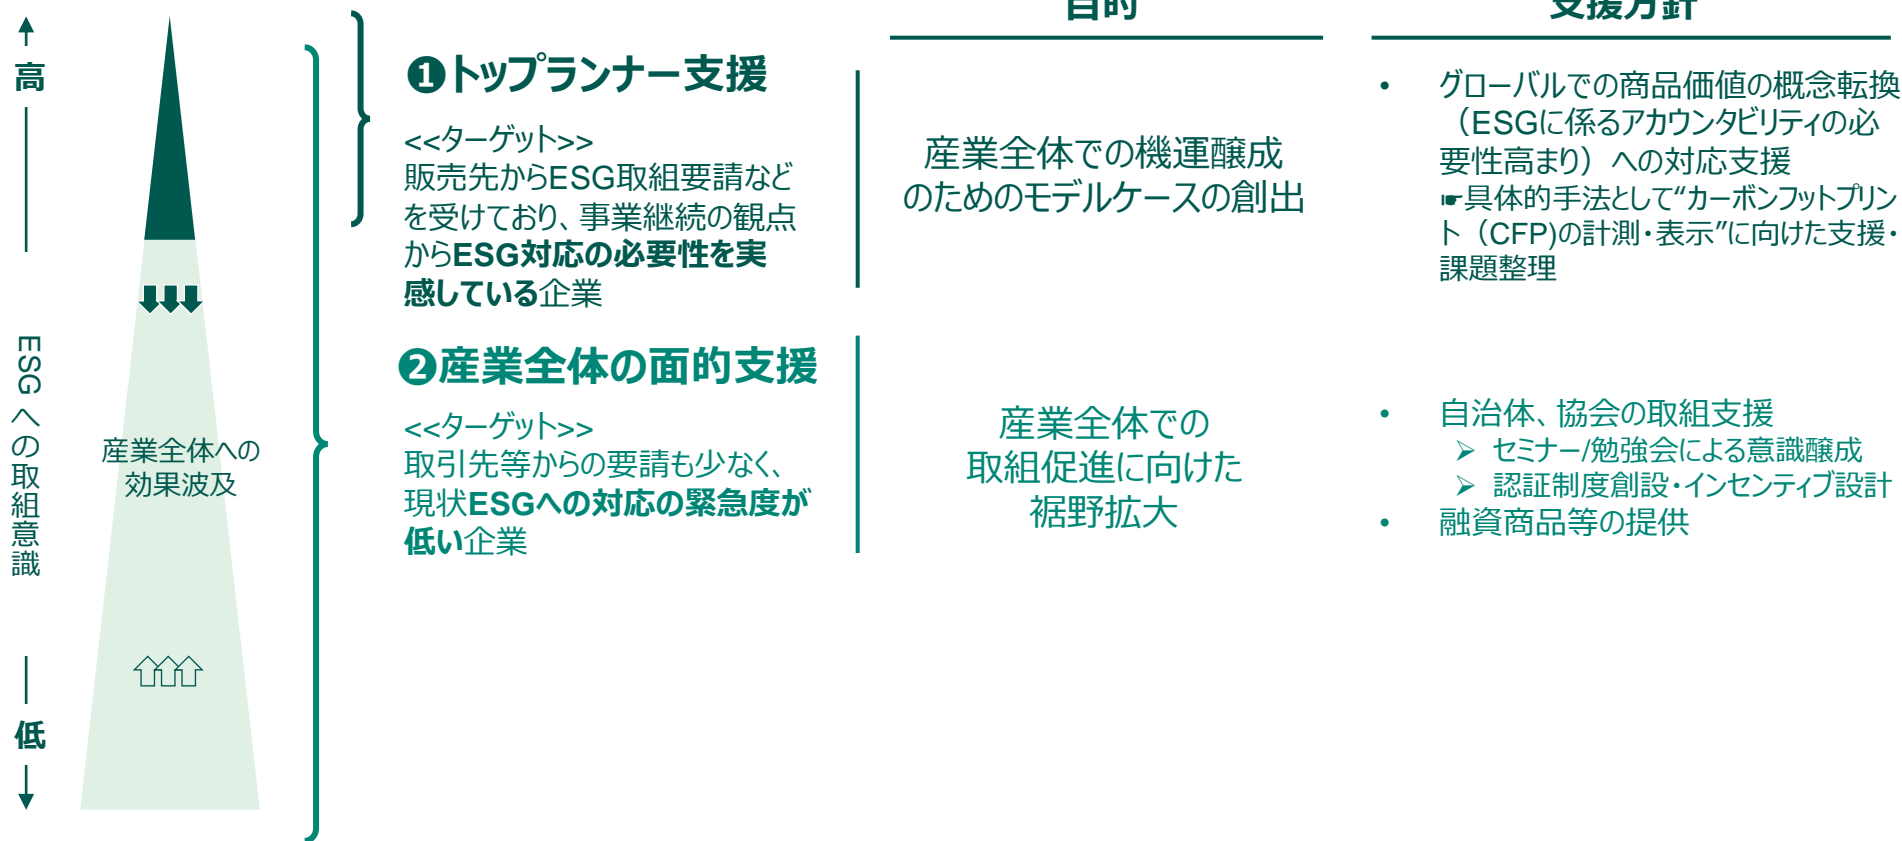 目的
支援方針
高
ESGへの取組意識
低
産業全体への
効果波及
❶トップランナー支援
<<ターゲット>>
販売先からESG取組要請など
を受けており、事業継続の観点
からESG対応の必要性を実
感している企業
産業全体での機運醸成
のためのモデルケースの創出
• グローバルでの商品価値の概念転換
（ESGに係るアカウンタビリティの必
要性高まり）への対応支援
☛具体的手法として“カーボンフットプリン
ト（CFP)の計測・表示”に向けた支援・
課題整理
❷産業全体の面的支援
<<ターゲット>>
取引先等からの要請も少なく、
現状ESGへの対応の緊急度が
低い企業
産業全体での
取組促進に向けた
裾野拡大
• 自治体、協会の取組支援
➢ セミナー/勉強会による意識醸成
➢ 認証制度創設・インセンティブ設計
• 融資商品等の提供